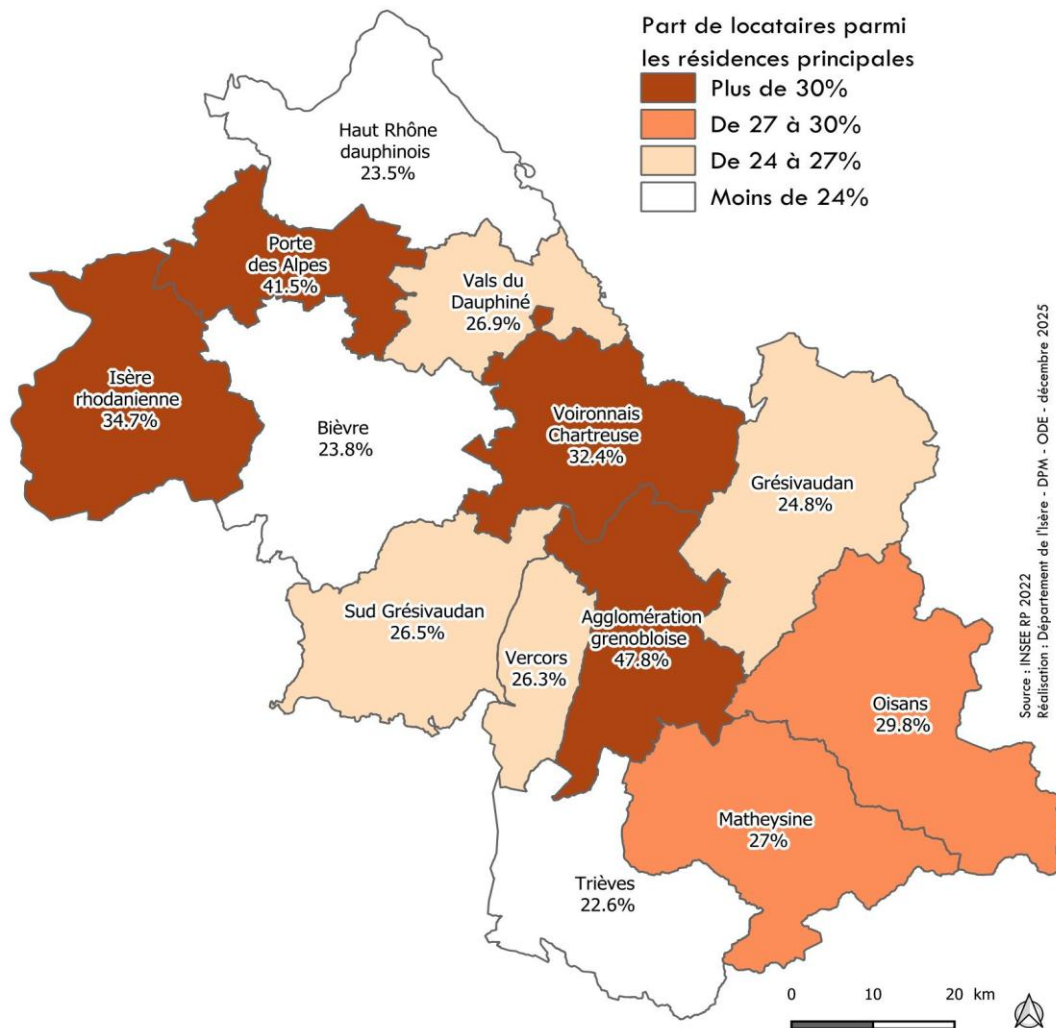 Part de locataires parmi
les résidences principales
Plus de 30%
De 27 à 30%
De 24 à 27%
Moins de 24%
Haut Rhône
dauphinois
23.5%
Porte
des Alpes
41.5%
Vals du
Dauphiné
26.9%
Isère
rhodanienne
34.7%
Bièvre
23.8%
Voironnais
Chartreuse
32.4%
Grésivaudan
24.8%
Sud Grésivaudan
26.5%
Vercors
26.3%
Agglomération
grenobloise
47.8%
Oisans
29.8%
Matheysine
27%
Trièves
22.6%
Source : INSEE RP 2022
Réalisation : Département de l'Isère - DPM - ODE - décembre 2025
0 10 20 km